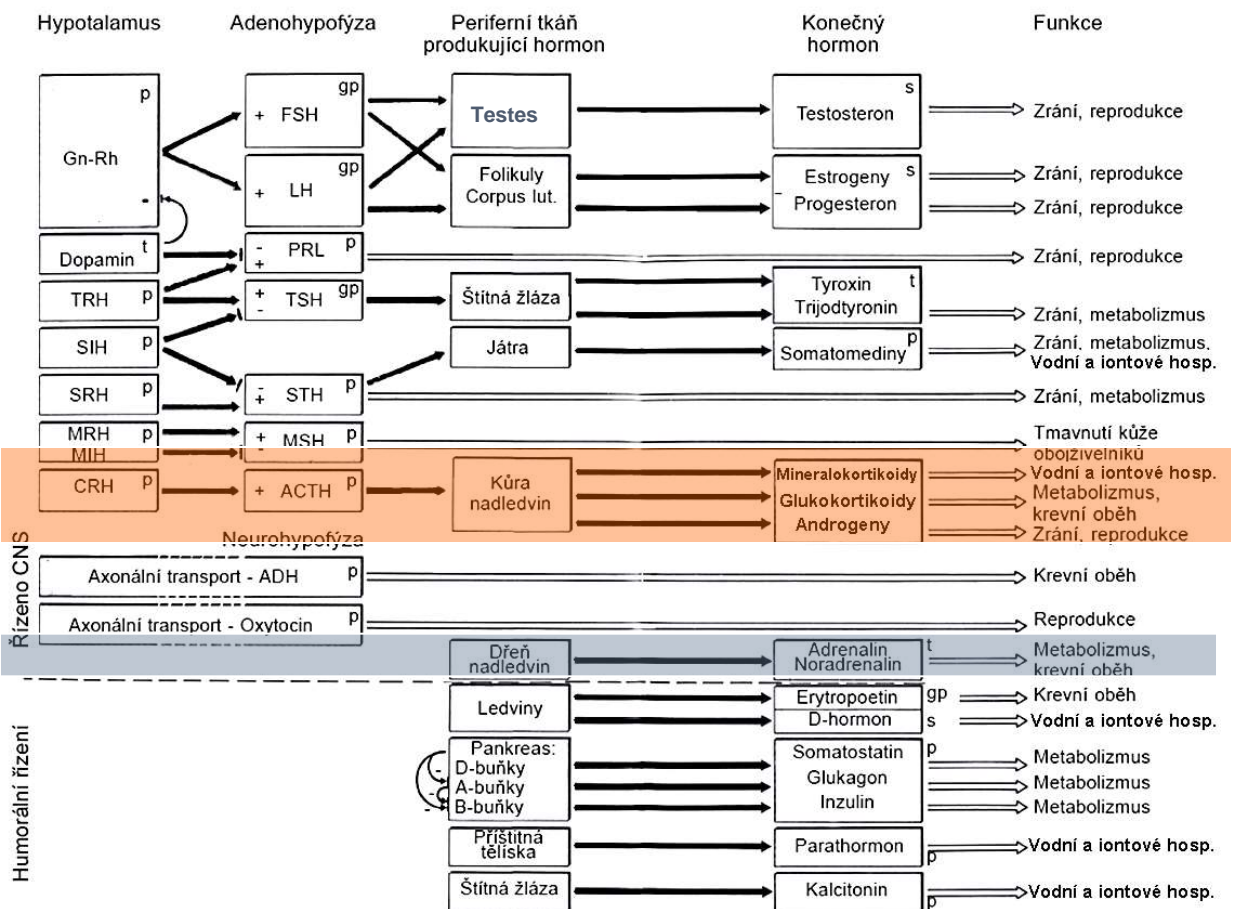 Hypotalamus
Adenohypofýza
Periferní tkáň
produkující hormon
Konečný
hormon
Funkce
Gn-Rh
p
-
+ FSH gp
+ LH gp
Testes
Folikuly
Corpus lut.
Testosteron s
Estrogeny s
- Progesteron
Zrání, reprodukce
Zrání, reprodukce
Zrání, reprodukce
Dopamin t
- + PRL p
Zrání, reprodukce
TRH p
+ - TSH gp
Štítná žláza
Tyroxin t
Trijodtyronin
Zrání, metabolizmus
SIH p
Játra
Somatomediny p
Zrání, metabolizmus,
Vodní a iontové hosp.
SRH p
- + STH p
Zrání, metabolizmus
MRH p
MIH
+ - MSH p
Tmavnutí kůže
obojživelníků
CRH p
+ ACTH p
Kůra
nadledvin
Mineralokortikoidy
Glukokortikoidy
Androgeny
Vodní a iontové hosp.
Metabolizmus,
krevní oběh
Zrání, reprodukce
Neurohypofýza
Axonální transport - ADH p
Krevní oběh
Axonální transport - Oxytocin p
Reprodukce
Řízeno CNS
Dřeň
nadledvin
Adrenalin t
Noradrenalin
Metabolizmus,
krevní oběh
Humorální řízení
Ledviny
Erytropoetin gp
D-hormon s
Krevní oběh
Vodní a iontové hosp.
Pankreas:
D-buňky
A-buňky
B-buňky
-
-
-
Somatostatin p
Glukagon
Inzulin
Metabolizmus
Metabolizmus
Metabolizmus
Příštitná
tělíska
Parathormon p
Vodní a iontové hosp.
Štítná žláza
Kalcitonin p
Vodní a iontové hosp.